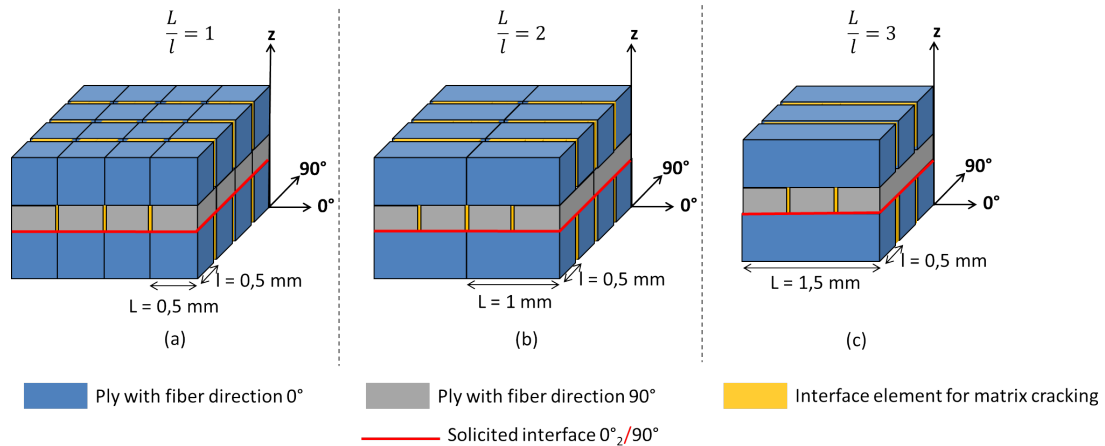 L/l = 1
z
90°
0°
l = 0,5 mm
L = 0,5 mm
(a)
L/l = 2
z
90°
0°
l = 0,5 mm
L = 1 mm
(b)
L/l = 3
z
90°
0°
l = 0,5 mm
L = 1,5 mm
(c)
Ply with fiber direction 0°
Ply with fiber direction 90°
Interface element for matrix cracking
Solicited interface 0°₂/90°